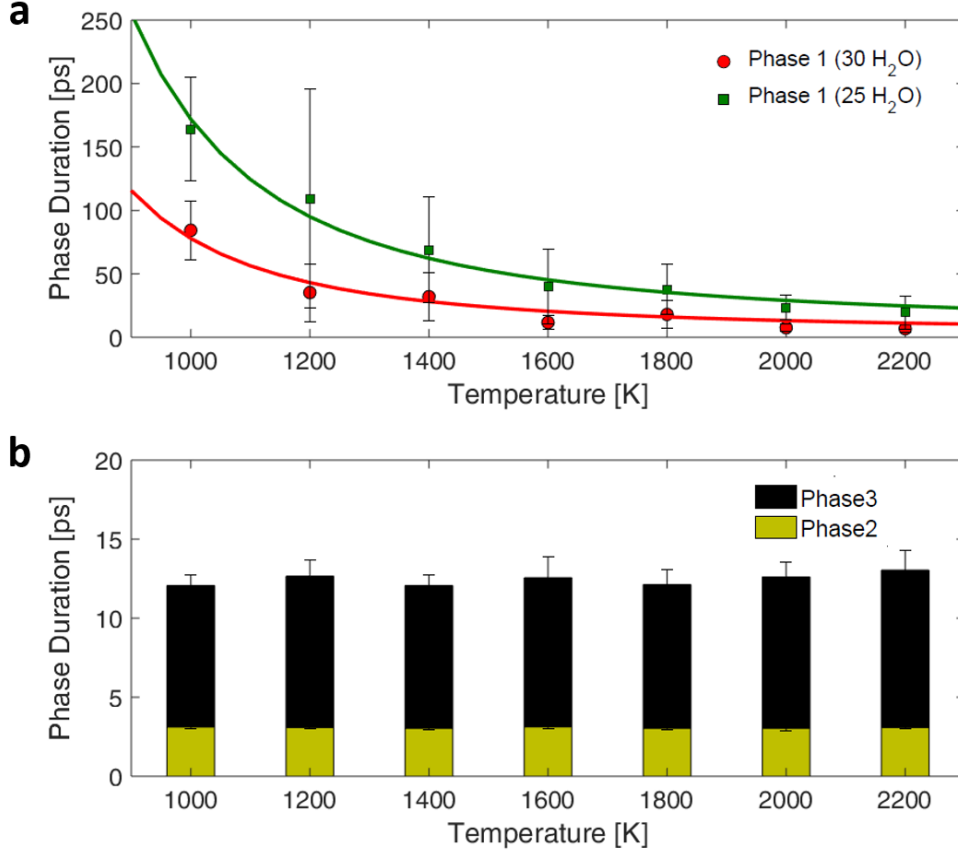 a
250
200
150
100
50
0
Phase Duration [ps]
Phase 1 (30 H₂O)
Phase 1 (25 H₂O)
1000 1200 1400 1600 1800 2000 2200
Temperature [K]
b
20
15
10
5
0
Phase Duration [ps]
Phase3
Phase2
1000 1200 1400 1600 1800 2000 2200
Temperature [K]